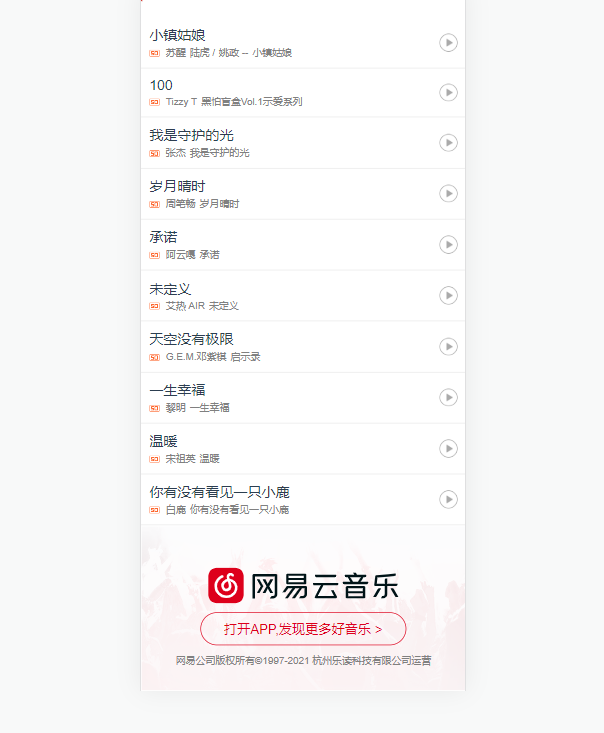 小镇姑娘
SQ 苏醒 陆虎 / 姚政 -- 小镇姑娘
100
SQ Tizzy T 黑怕盲盒Vol.1示爱系列
我是守护的光
SQ 张杰 我是守护的光
岁月晴时
SQ 周笔畅 岁月晴时
承诺
SQ 阿云嘎 承诺
未定义
SQ 艾热 AIR 未定义
天空没有极限
SQ G.E.M.邓紫棋 启示录
一生幸福
SQ 黎明 一生幸福
温暖
SQ 宋祖英 温暖
你有没有看见一只小鹿
SQ 白鹿 你有没有看见一只小鹿
网易云音乐
打开APP,发现更多好音乐 >
网易公司版权所有©1997-2021 杭州乐读科技有限公司运营